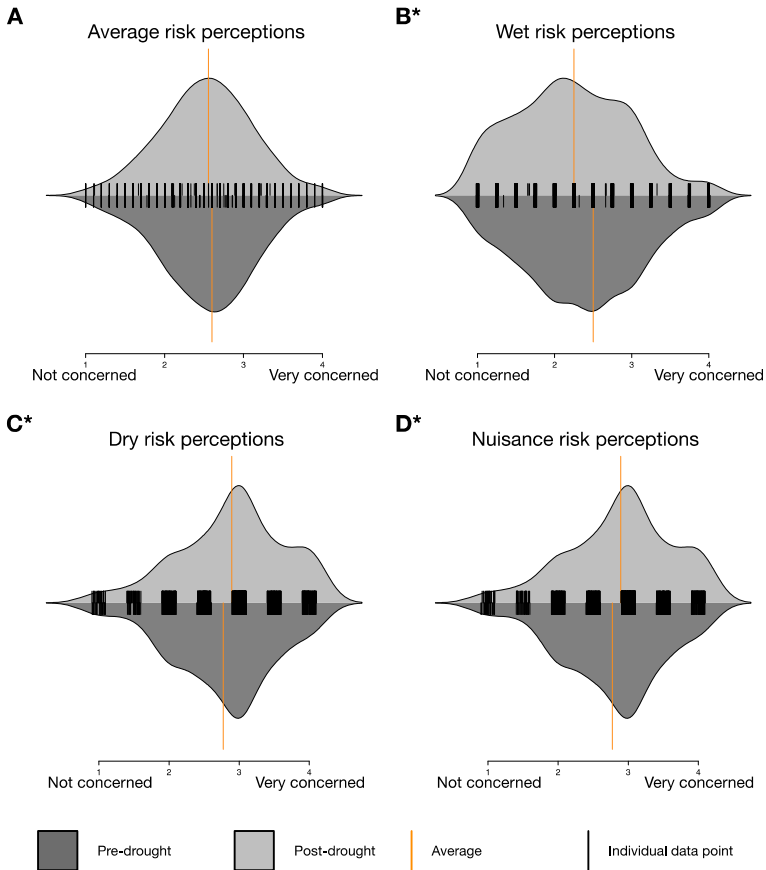 A
Average risk perceptions
1 2 3 4
Not concerned Very concerned
B*
Wet risk perceptions
1 2 3 4
Not concerned Very concerned
C*
Dry risk perceptions
1 2 3 4
Not concerned Very concerned
D*
Nuisance risk perceptions
1 2 3 4
Not concerned Very concerned
Pre-drought Post-drought Average Individual data point